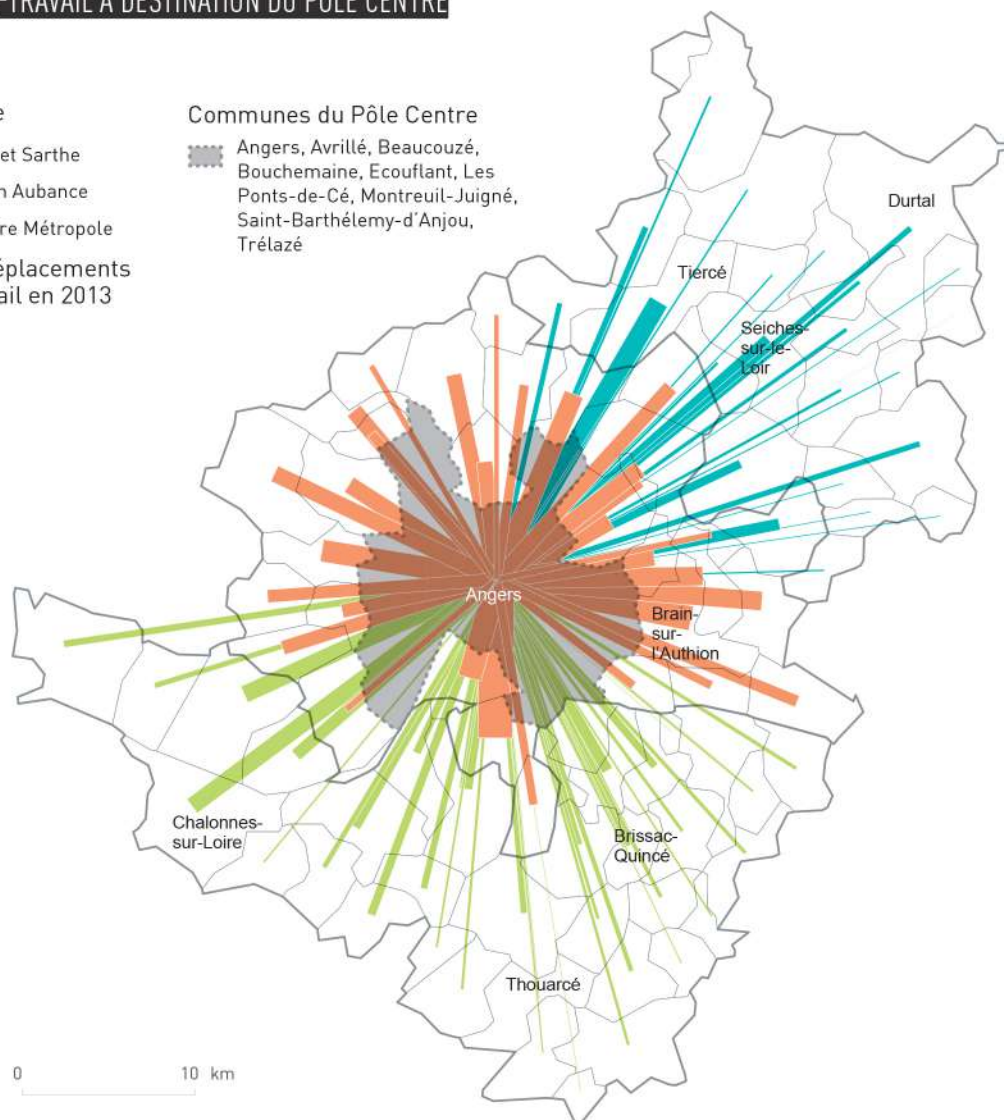 -TRAVAIL À DESTINATION DU PÔLE CENTRE
et Sarthe
n Aubance
re Métropole
éplacements
ail en 2013
Communes du Pôle Centre
Angers, Avrillé, Beaucouzé,
Bouchemaine, Ecouflant, Les
Ponts-de-Cé, Montreuil-Juigné,
Saint-Barthélemy-d'Anjou,
Trélazé
Durtal
Tiercé
Seiches-
sur-le-
Loir
Angers
Brain-
sur-
l'Authion
Chalonnes-
sur-Loire
Brissac-
Quincé
Thouarcé
0 10 km